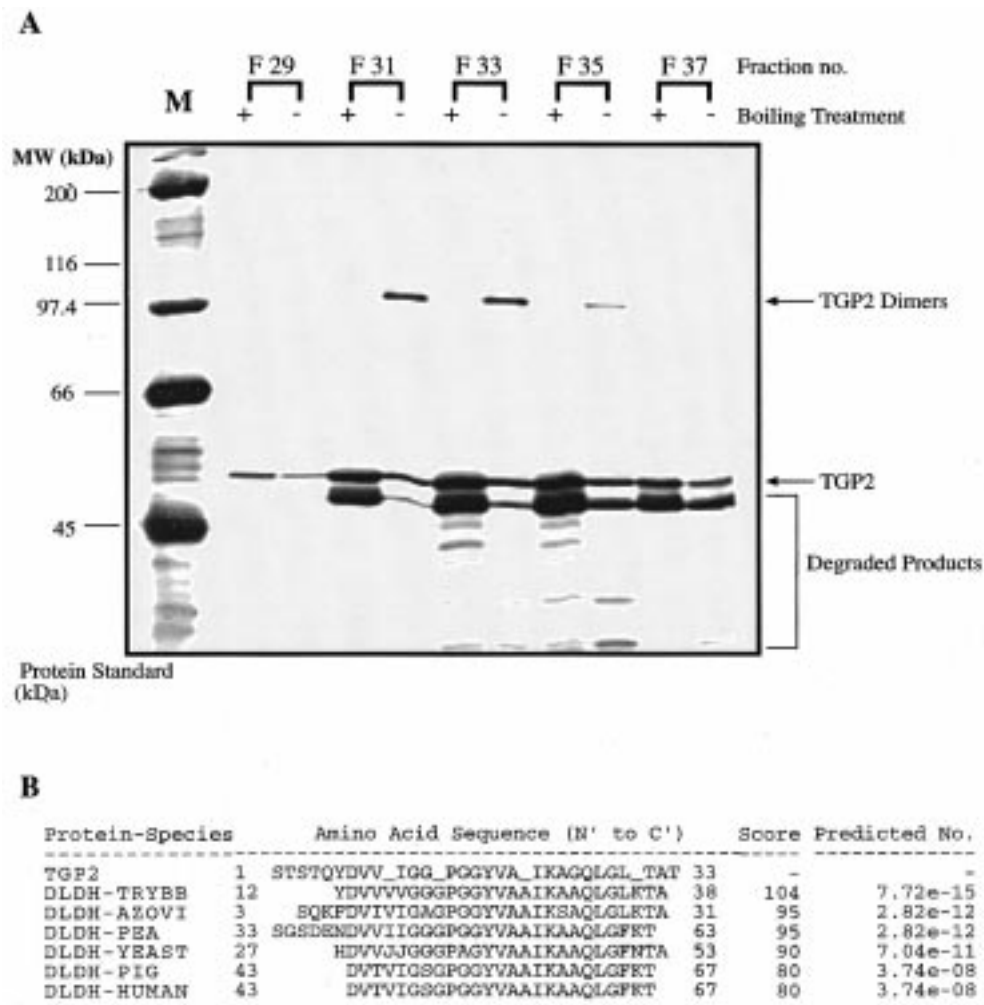 A
F 29 F 31 F 33 F 35 F 37 Fraction no.
M + - + - + - + - + - Boiling Treatment
MW (kDa)
200
116
97.4 TGP2 Dimers
66
TGP2
45
Degraded Products
Protein Standard
(kDa)
B
Protein-Species Amino Acid Sequence (N' to C') Score Predicted No.
TGP2 1 STSTQYDVV_IGG_PGGYVA_IKAGQLGL_TAT 33 - -
DLDH-TRYBB 12 YDVVVVGGGPGGYVAAIKAAQLGLKTA 38 104 7.72e-15
DLDH-AZOVI 3 SQKFDVIVIGAGPGGYVAAIKSAQLGLKTA 31 95 2.82e-12
DLDH-PEA 33 SGSDENDVVIIGGGPGGYVAAIKAAQLGFKT 63 95 2.82e-12
DLDH-YEAST 27 HDVVJJGGGPAGYVAAIKAAQLGFNTA 53 90 7.04e-11
DLDH-PIG 43 DVTVIGSGPGGYVAAIKAAQLGFKT 67 80 3.74e-08
DLDH-HUMAN 43 DVTVIGSGPGGYVAAIKAAQLGFKT 67 80 3.74e-08